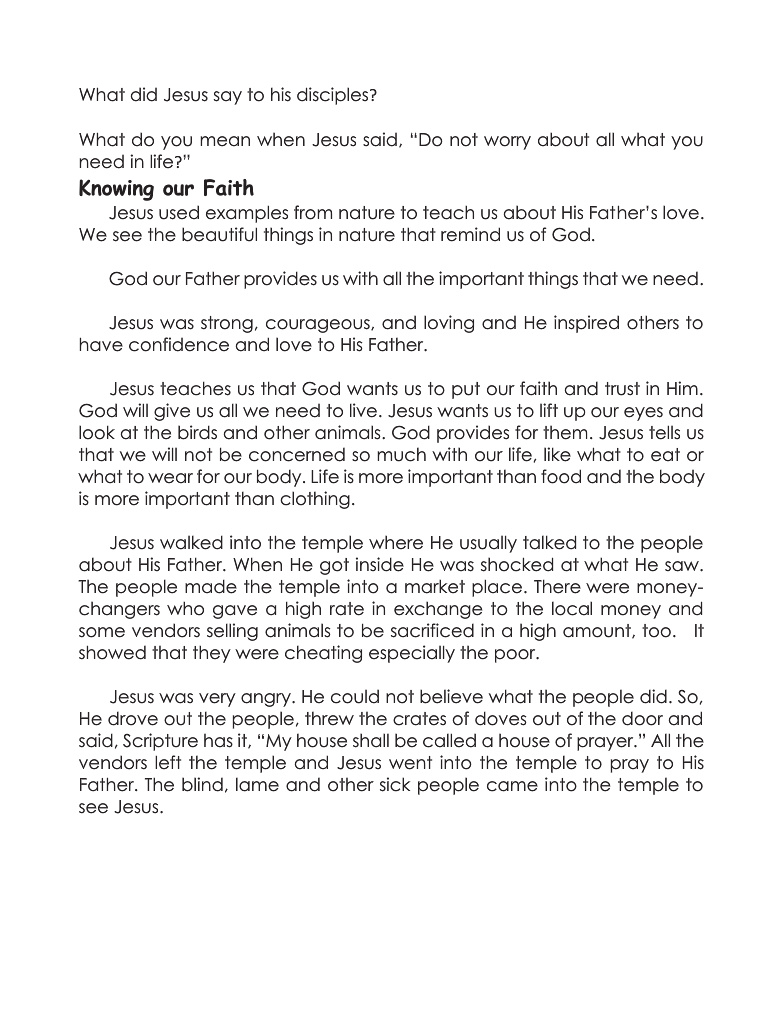 What did Jesus say to his disciples?
What do you mean when Jesus said, “Do not worry about all what you
need in life?”
Knowing our Faith
Jesus used examples from nature to teach us about His Father’s love.
We see the beautiful things in nature that remind us of God.
God our Father provides us with all the important things that we need.
Jesus was strong, courageous, and loving and He inspired others to
have confidence and love to His Father.
Jesus teaches us that God wants us to put our faith and trust in Him.
God will give us all we need to live. Jesus wants us to lift up our eyes and
look at the birds and other animals. God provides for them. Jesus tells us
that we will not be concerned so much with our life, like what to eat or
what to wear for our body. Life is more important than food and the body
is more important than clothing.
Jesus walked into the temple where He usually talked to the people
about His Father. When He got inside He was shocked at what He saw.
The people made the temple into a market place. There were money-
changers who gave a high rate in exchange to the local money and
some vendors selling animals to be sacrificed in a high amount, too.   It
showed that they were cheating especially the poor.
Jesus was very angry. He could not believe what the people did. So,
He drove out the people, threw the crates of doves out of the door and
said, Scripture has it, “My house shall be called a house of prayer.” All the
vendors left the temple and Jesus went into the temple to pray to His
Father. The blind, lame and other sick people came into the temple to
see Jesus.